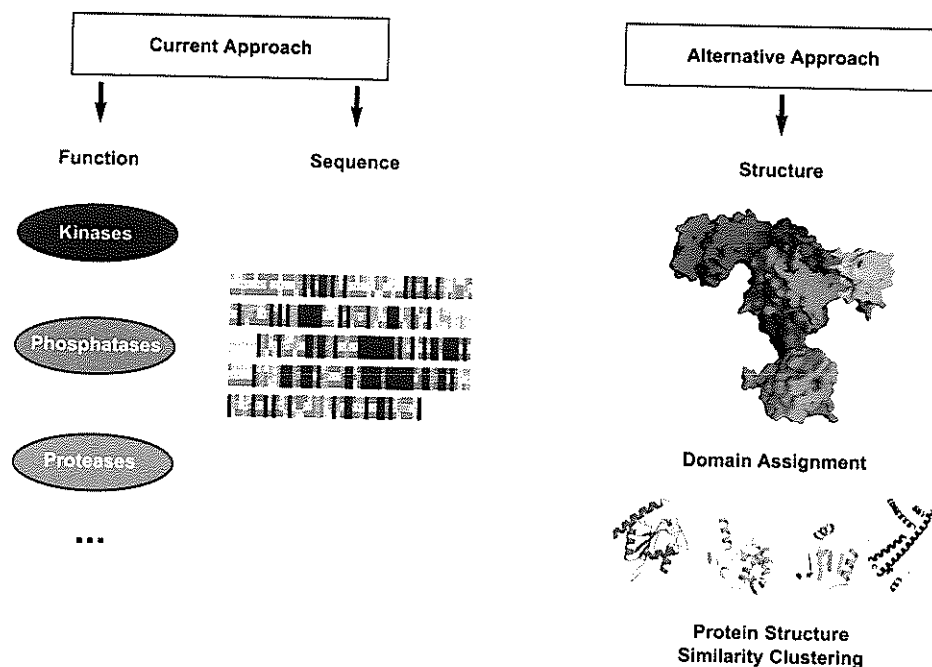 Current Approach
Function
Sequence
Kinases
Phosphatases
Proteases
...
Alternative Approach
Structure
Domain Assignment
Protein Structure
Similarity Clustering